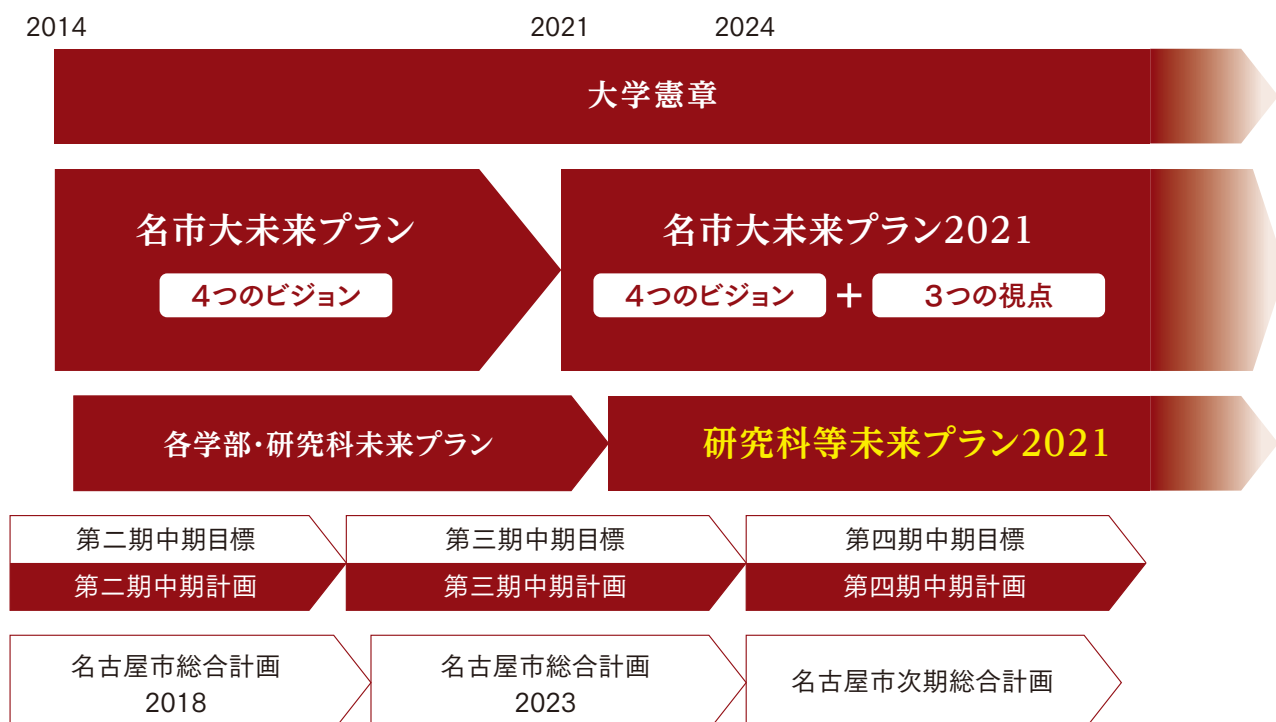 2014
2021
2024
大学憲章
名市大未来プラン
4つのビジョン
名市大未来プラン2021
4つのビジョン + 3つの視点
各学部・研究科未来プラン
研究科等未来プラン2021
第二期中期目標
第二期中期計画
第三期中期目標
第三期中期計画
第四期中期目標
第四期中期計画
名古屋市総合計画
2018
名古屋市総合計画
2023
名古屋市次期総合計画